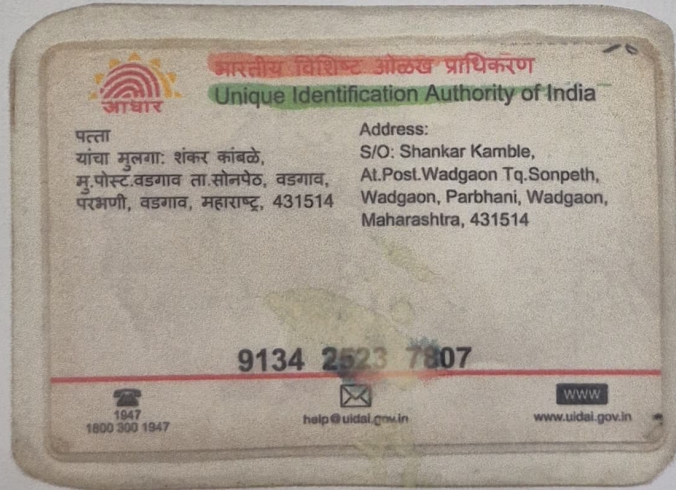 भारतीय विशिष्ट ओळख प्राधिकरण
Unique Identification Authority of India
आधार
पत्ता
यांचा मुलगा: शंकर कांबळे,
मु.पोस्ट.वडगाव ता.सोनपेठ, वडगाव,
परभणी, वडगाव, महाराष्ट्र, 431514
Address:
S/O: Shankar Kamble,
At.Post.Wadgaon Tq.Sonpeth,
Wadgaon, Parbhani, Wadgaon,
Maharashtra, 431514
9134 2523 7807
1947
1800 300 1947
help@uidai.gov.in
www
www.uidai.gov.in